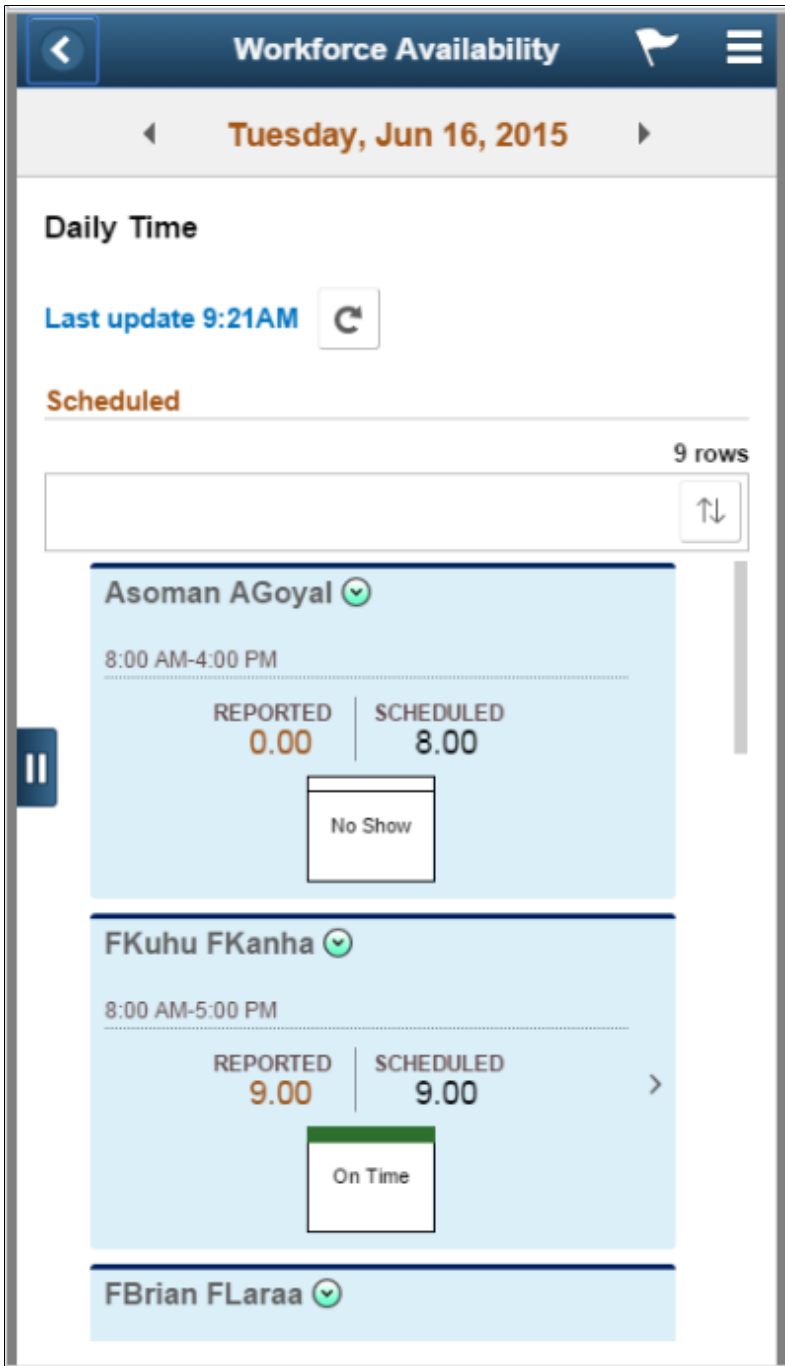 Workforce Availability
Tuesday, Jun 16, 2015
Daily Time
Last update 9:21AM
Scheduled
9 rows
Asoman AGoyal
8:00 AM-4:00 PM
REPORTED SCHEDULED
0.00 8.00
No Show
FKuhu FKanha
8:00 AM-5:00 PM
REPORTED SCHEDULED
9.00 9.00
On Time
FBrian FLaraa